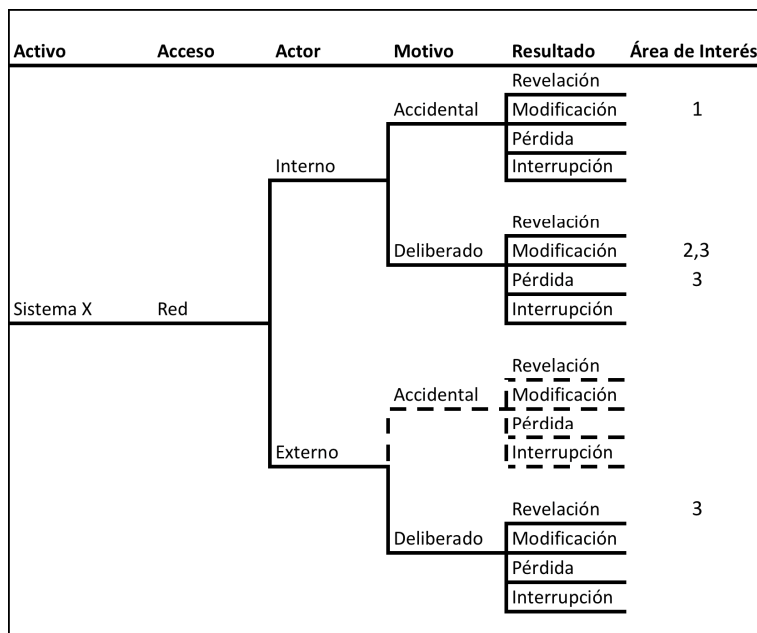 Activo Acceso Actor Motivo Resultado Área de Interés
Revelación
Accidental Modificación 1
Pérdida
Interno Interrupción
Revelación
Deliberado Modificación 2,3
Pérdida 3
Sistema X Red Interrupción
Revelación
Accidental Modificación
Pérdida
Externo Interrupción
Revelación 3
Deliberado Modificación
Pérdida
Interrupción